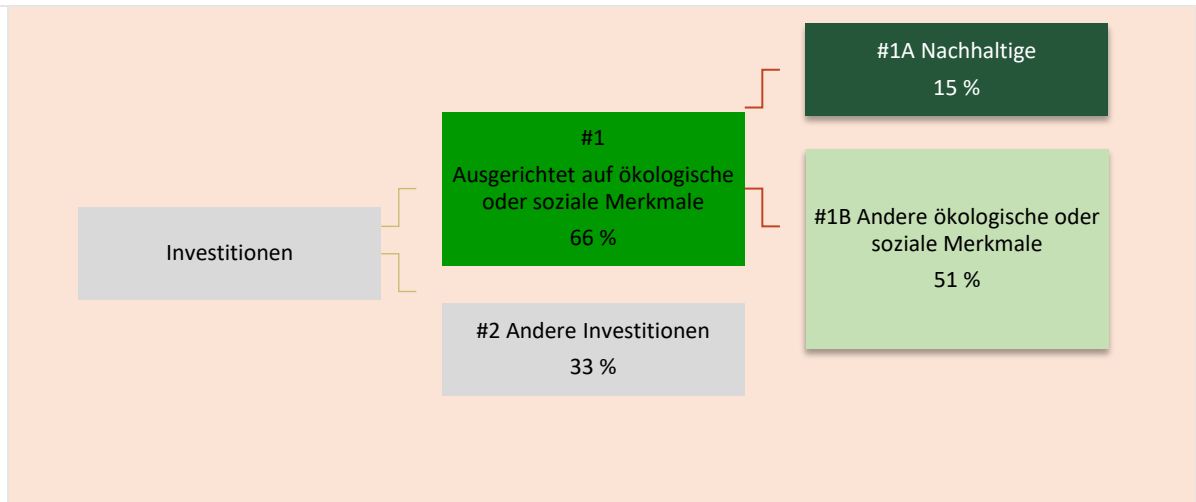 Investitionen
#1
Ausgerichtet auf ökologische
oder soziale Merkmale
66 %
#2 Andere Investitionen
33 %
#1A Nachhaltige
15 %
#1B Andere ökologische oder
soziale Merkmale
51 %